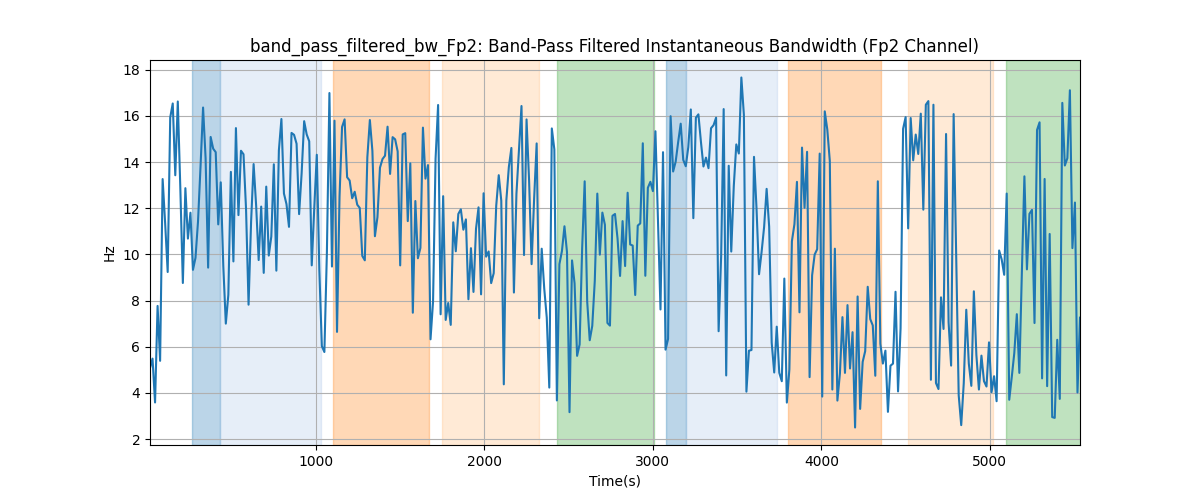 band_pass_filtered_bw_Fp2: Band-Pass Filtered Instantaneous Bandwidth (Fp2 Channel)
18
16
14
12
10
8
6
4
2
Hz
1000 2000 3000 4000 5000
Time(s)